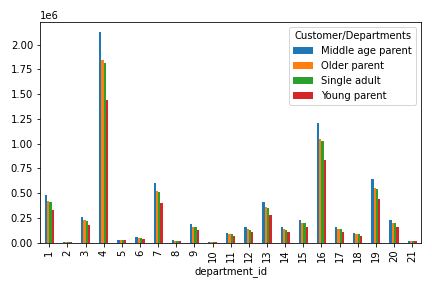 1e6
Customer/Departments
Middle age parent
Older parent
Single adult
Young parent
2.00
1.75
1.50
1.25
1.00
0.75
0.50
0.25
0.00
1 2 3 4 5 6 7 8 9 10 11 12 13 14 15 16 17 18 19 20 21
department_id